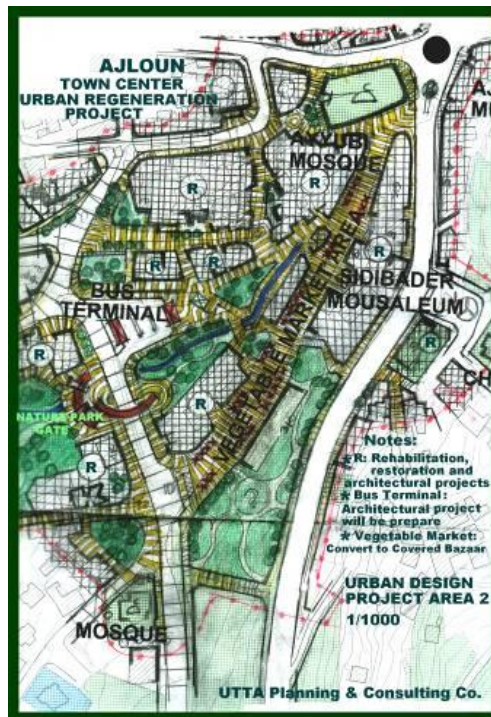 AJLOUN
TOWN CENTER
URBAN REGENERATION
PROJECT
AYYUBI
MOSQUE
R
R
R
R
R
SIDIBADER
MOUSALEUM
BUS
TERMINAL
VEGETABLE MARKET AREA
R
R
R
NATURE PARK
GATE
R
CH
Notes:
* R: Rehabilitation,
restoration and
architectural projects
* Bus Terminal:
Architectural project
will be prepare
* Vegetable Market:
Convert to Covered Bazaar
URBAN DESIGN
PROJECT AREA 2
1/1000
MOSQUE
UTTA Planning & Consulting Co.